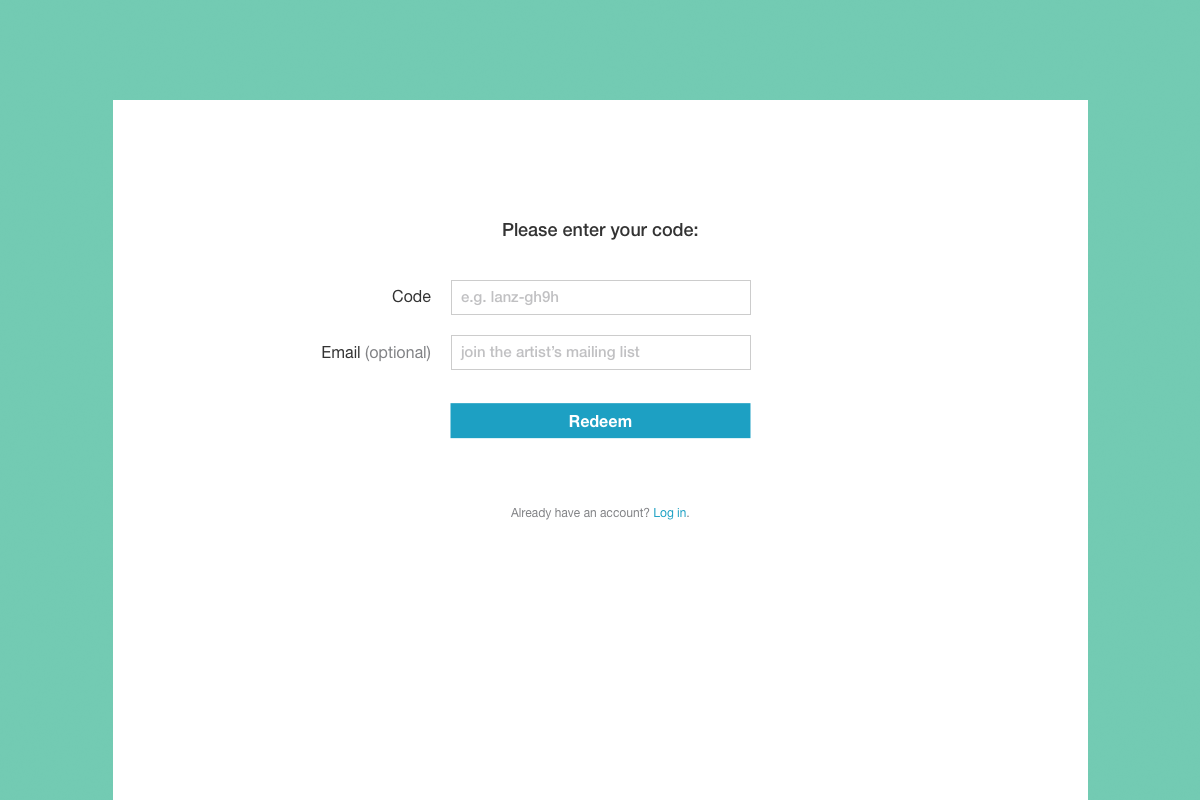 Please enter your code:
Code e.g. lanz-gh9h
Email (optional) join the artist’s mailing list
Redeem
Already have an account? Log in.